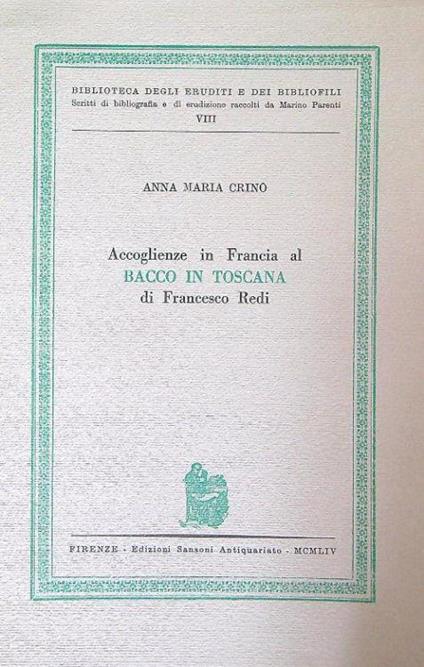 BIBLIOTECA DEGLI ERUDITI E DEI BIBLIOFILI
Scritti di bibliografia e di erudizione raccolti da Marino Parenti
VIII
ANNA MARIA CRINÒ
Accoglienze in Francia al
BACCO IN TOSCANA
di Francesco Redi
FIRENZE - Edizioni Sansoni Antiquariato - MCMLIV